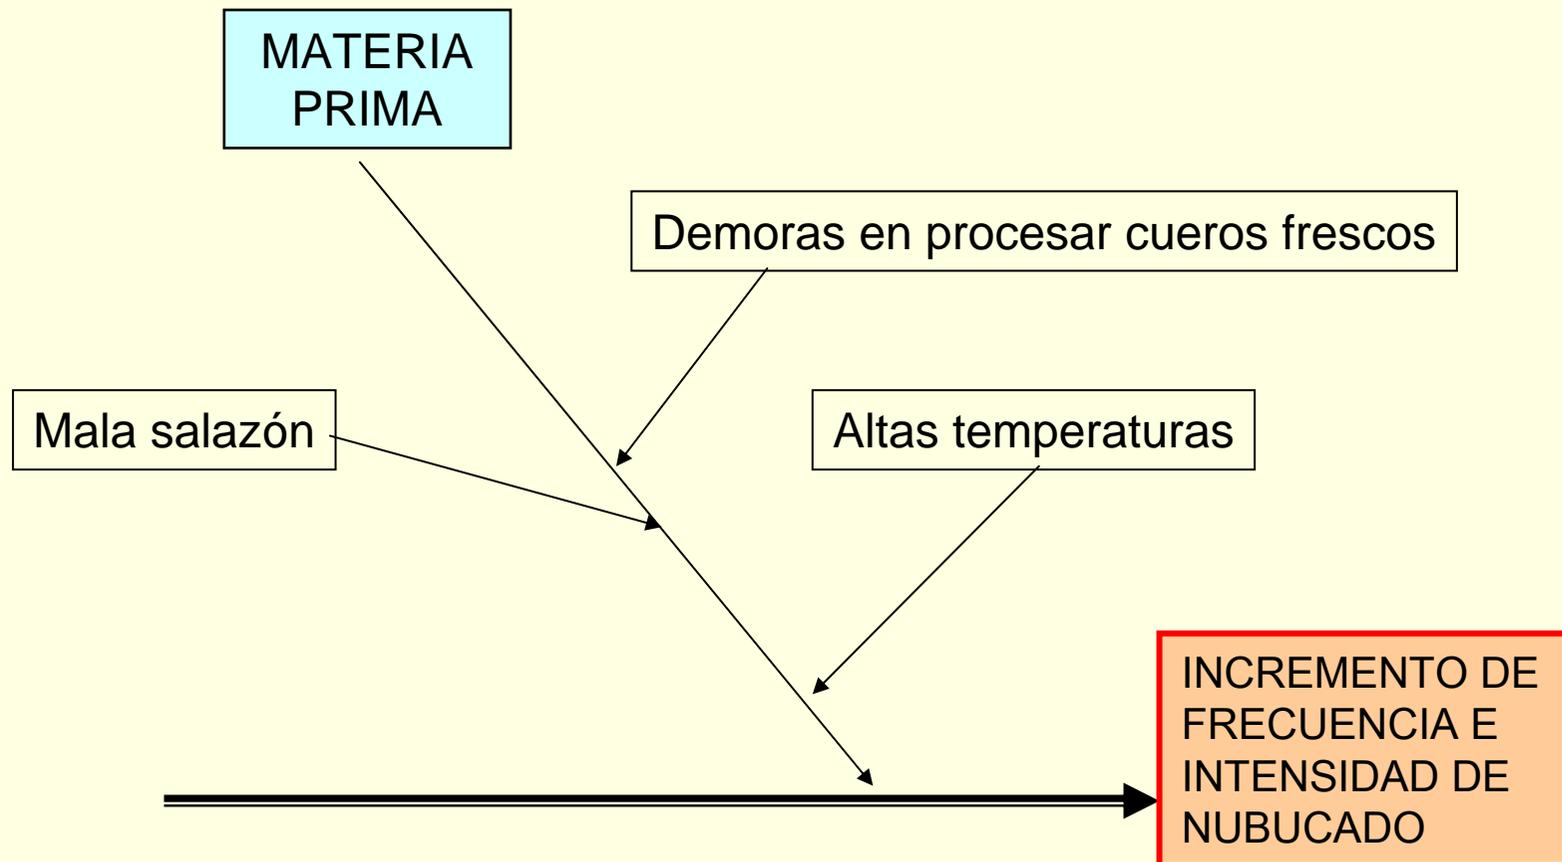 MATERIA
PRIMA
Demoras en procesar cueros frescos
Mala salazón
Altas temperaturas
INCREMENTO DE
FRECUENCIA E
INTENSIDAD DE
NUBUCADO